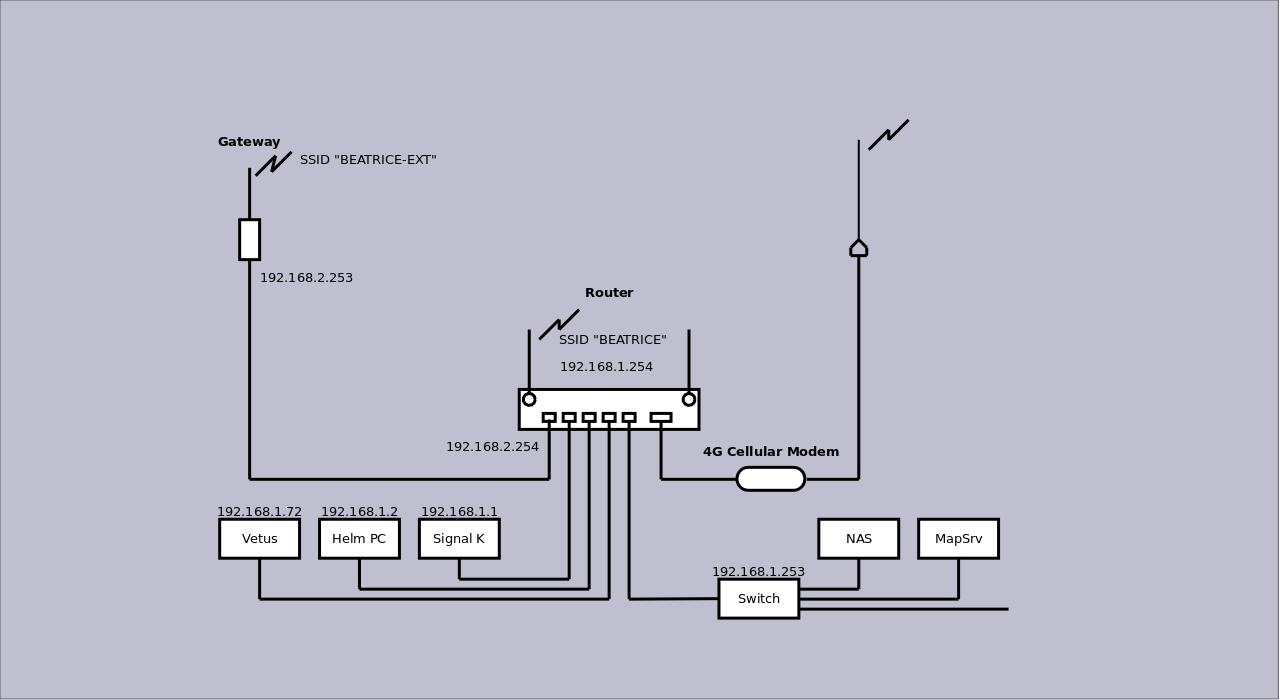 Gateway
SSID "BEATRICE-EXT"
192.168.2.253
Router
SSID "BEATRICE"
192.168.1.254
192.168.2.254
4G Cellular Modem
192.168.1.72
192.168.1.2
192.168.1.1
Vetus
Helm PC
Signal K
NAS
MapSrv
192.168.1.253
Switch